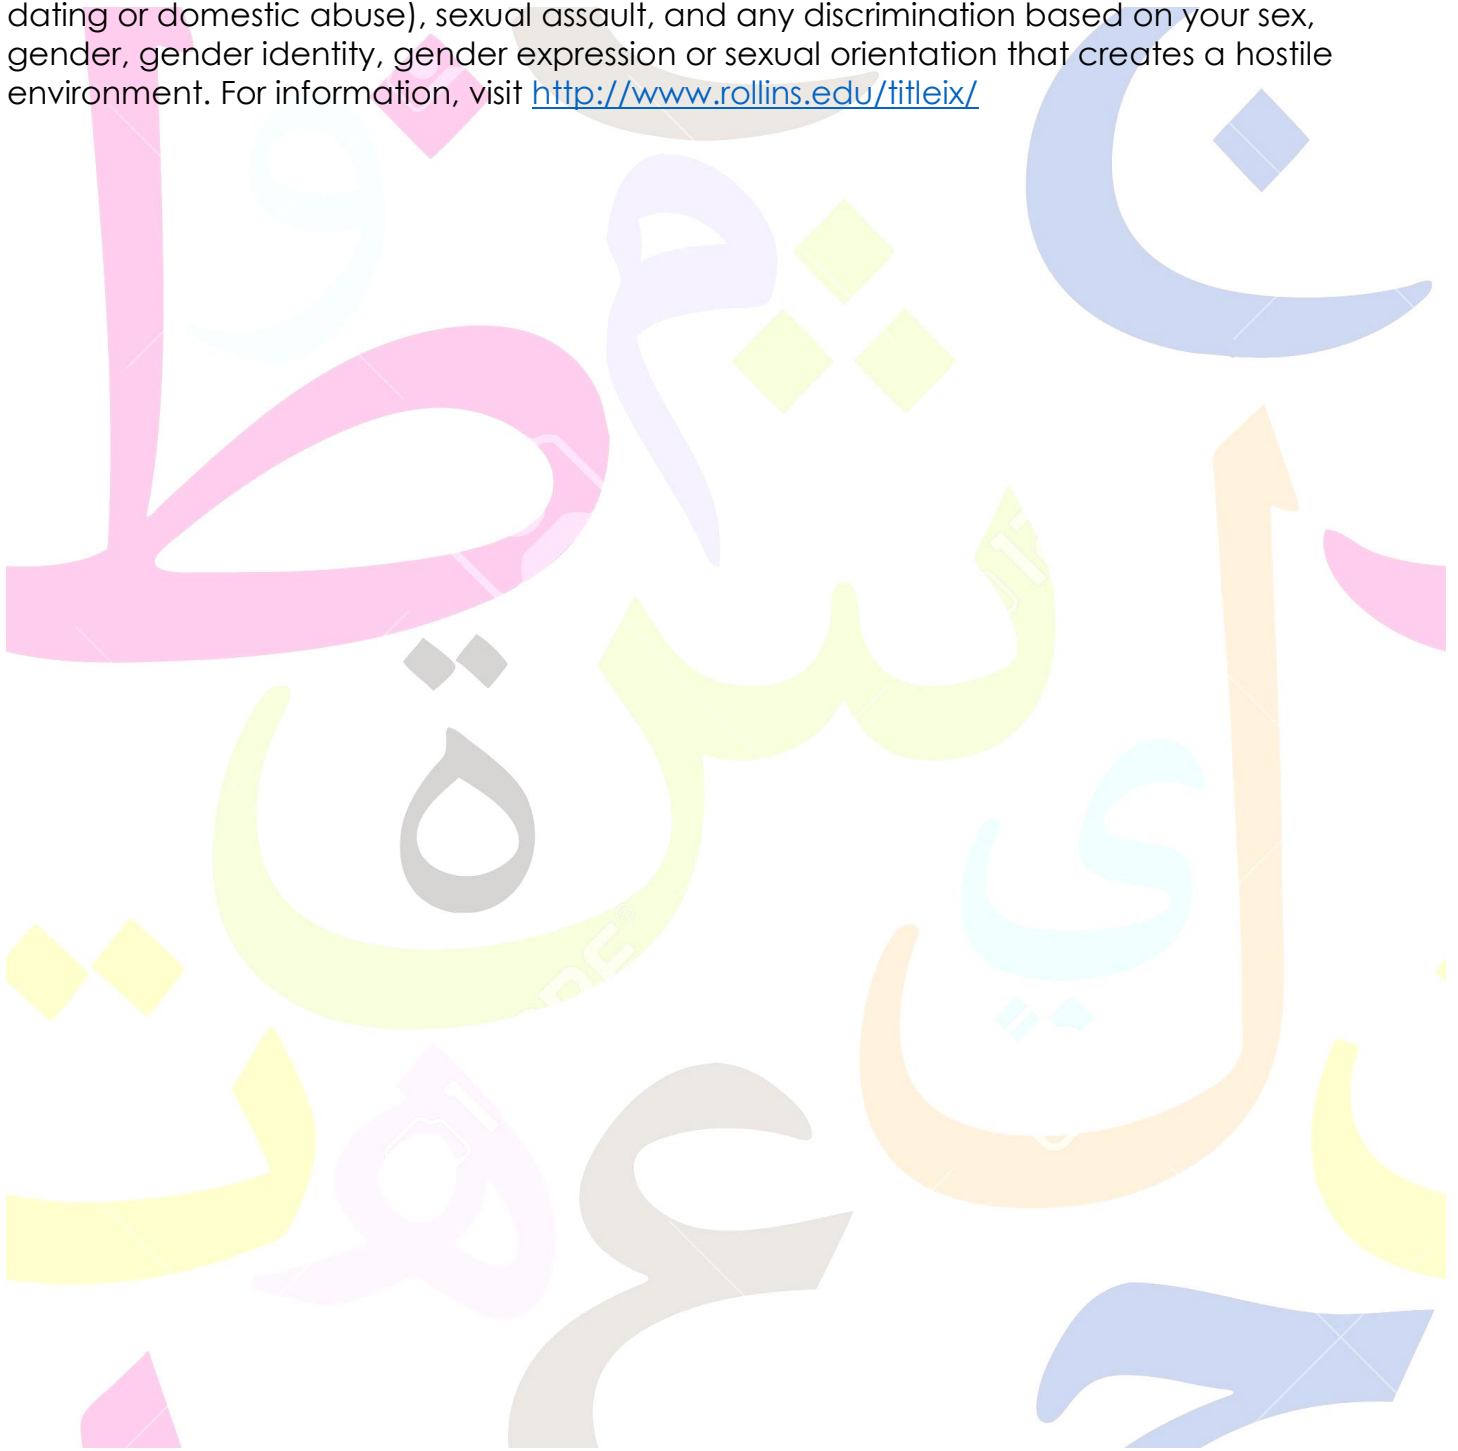 dating or domestic abuse), sexual assault, and any discrimination based on your sex,
gender, gender identity, gender expression or sexual orientation that creates a hostile
environment. For information, visit http://www.rollins.edu/titleix/
و
م
ط
ش
ل
ة
ي
ت
ه
ع